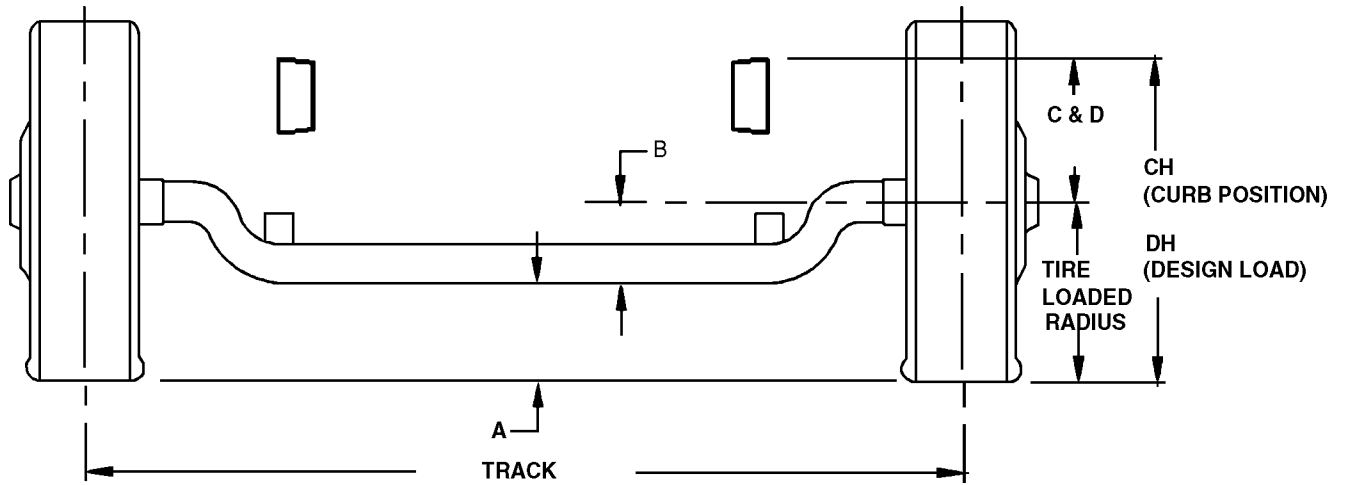 C & D
B
CH
(CURB POSITION)
DH
(DESIGN LOAD)
TIRE
LOADED
RADIUS
A
TRACK